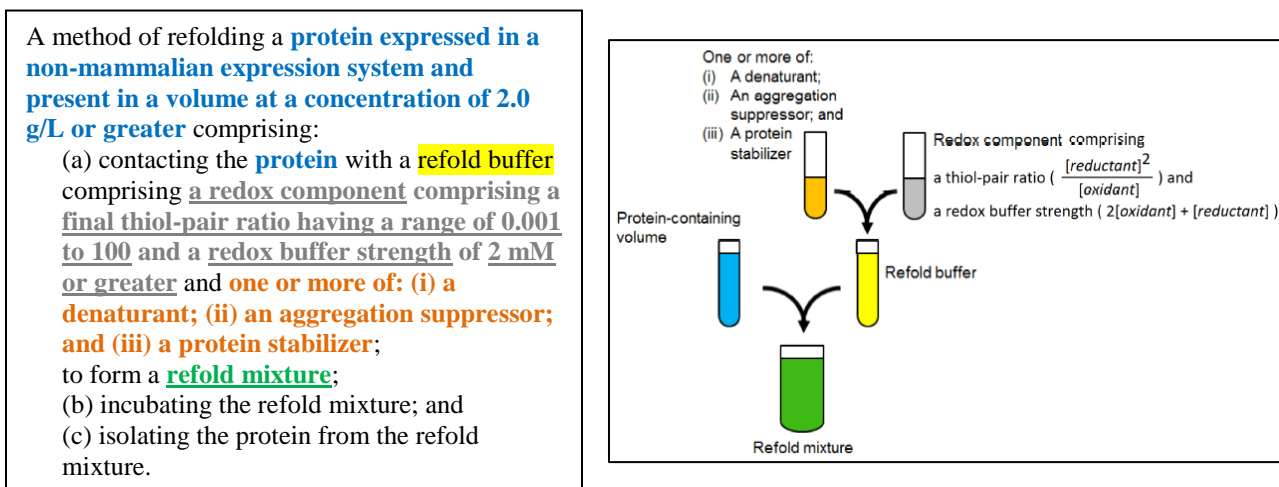 A method of refolding a protein expressed in a
non-mammalian expression system and
present in a volume at a concentration of 2.0
g/L or greater comprising:
(a) contacting the protein with a refold buffer
comprising a redox component comprising a
final thiol-pair ratio having a range of 0.001
to 100 and a redox buffer strength of 2 mM
or greater and one or more of: (i) a
denaturant; (ii) an aggregation suppressor;
and (iii) a protein stabilizer;
to form a refold mixture;
(b) incubating the refold mixture; and
(c) isolating the protein from the refold
mixture.
One or more of:
(i) A denaturant;
(ii) An aggregation
suppressor; and
(iii) A protein
stabilizer
Redox component comprising
a thiol-pair ratio ( [reductant]² / [oxidant] ) and
a redox buffer strength ( 2[oxidant] + [reductant] )
Protein-containing
volume
Refold buffer
Refold mixture